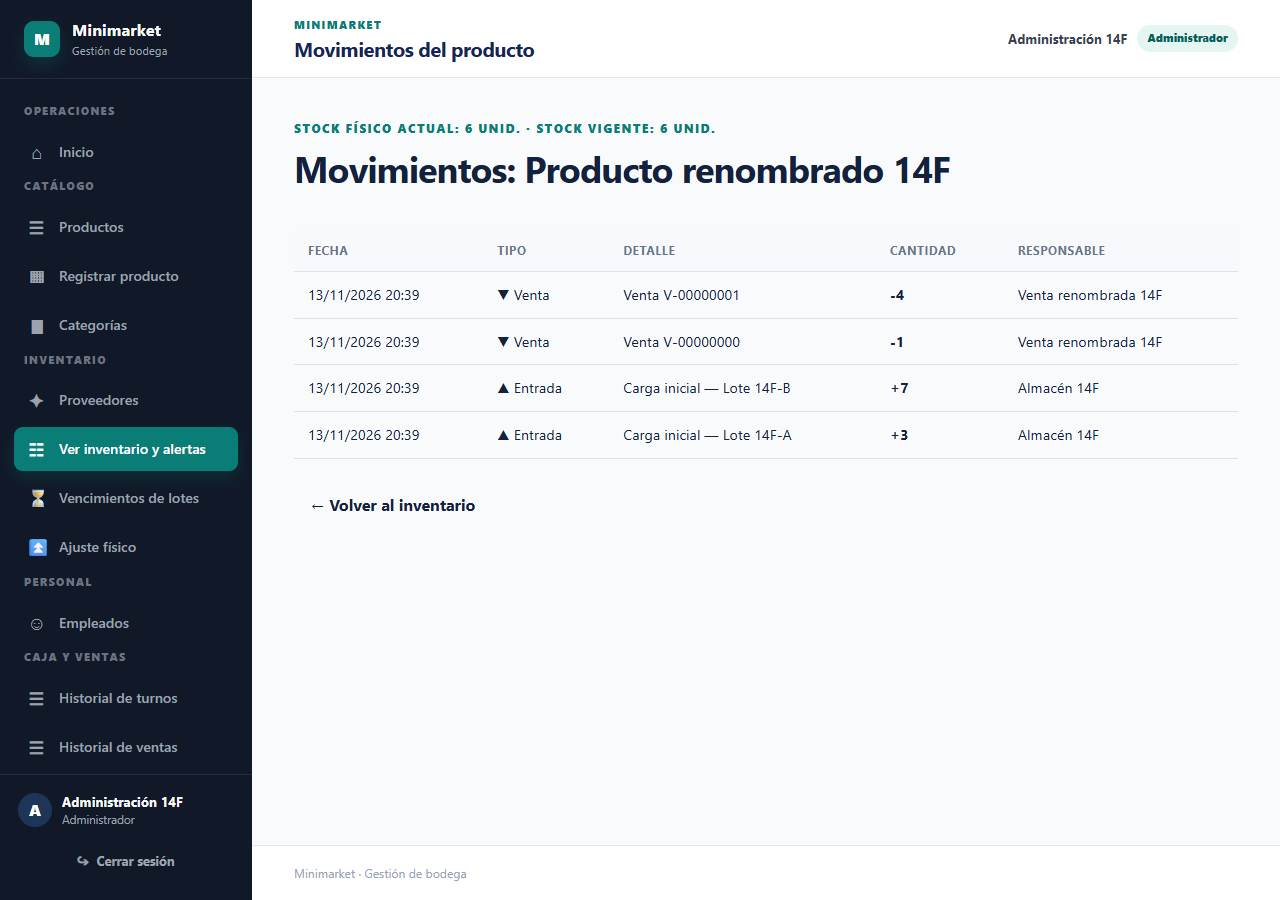 M
Minimarket
Gestión de bodega
OPERACIONES
Inicio
CATÁLOGO
Productos
Registrar producto
Categorías
INVENTARIO
Proveedores
Ver inventario y alertas
Vencimientos de lotes
Ajuste físico
PERSONAL
Empleados
CAJA Y VENTAS
Historial de turnos
Historial de ventas
A
Administración 14F
Administrador
Cerrar sesión
MINIMARKET
Movimientos del producto
Administración 14F Administrador
STOCK FÍSICO ACTUAL: 6 UNID. · STOCK VIGENTE: 6 UNID.
Movimientos: Producto renombrado 14F
FECHA TIPO DETALLE CANTIDAD RESPONSABLE
13/11/2026 20:39 ▼ Venta Venta V-00000001 -4 Venta renombrada 14F
13/11/2026 20:39 ▼ Venta Venta V-00000000 -1 Venta renombrada 14F
13/11/2026 20:39 ▲ Entrada Carga inicial — Lote 14F-B +7 Almacén 14F
13/11/2026 20:39 ▲ Entrada Carga inicial — Lote 14F-A +3 Almacén 14F
← Volver al inventario
Minimarket · Gestión de bodega